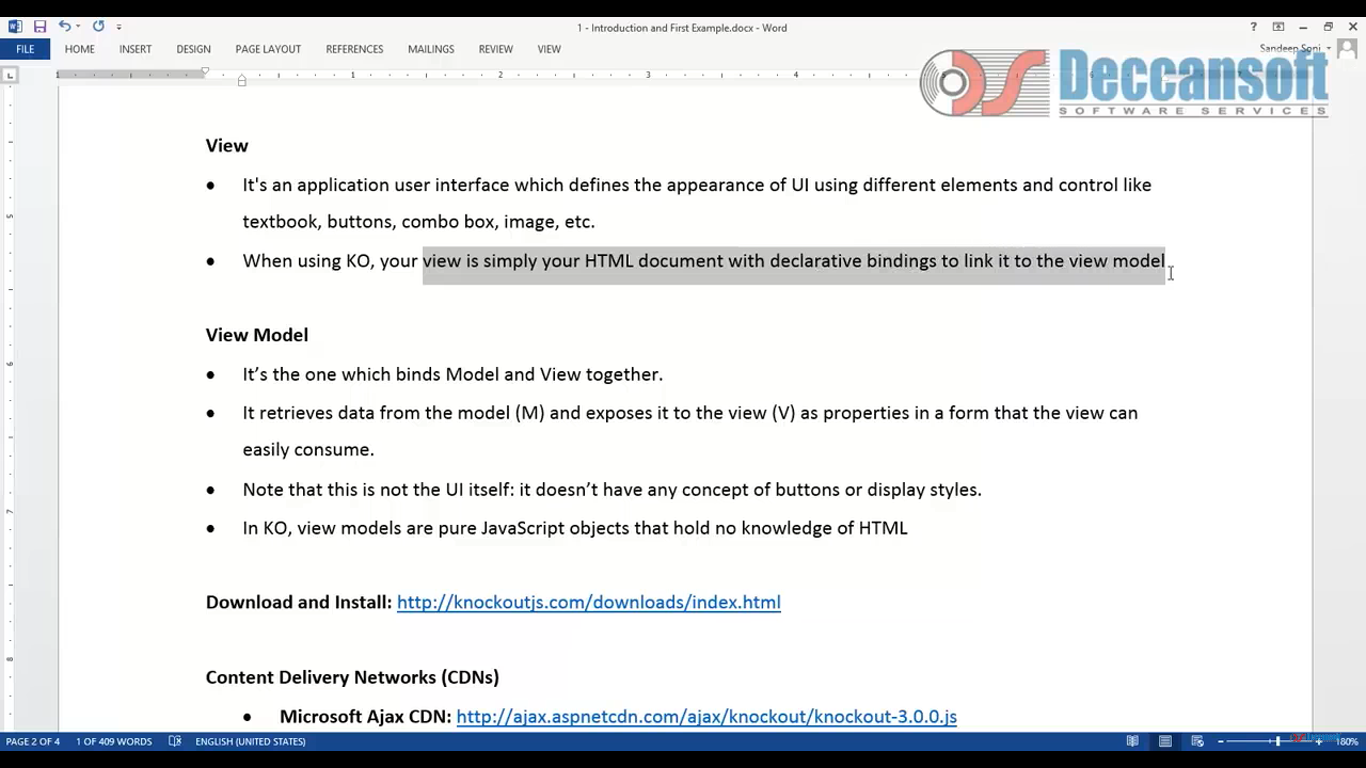 1 - Introduction and First Example.docx - Word
FILE HOME INSERT DESIGN PAGE LAYOUT REFERENCES MAILINGS REVIEW VIEW
Sandeep Soni
Deccansoft
SOFTWARE SERVICES
View
• It's an application user interface which defines the appearance of UI using different elements and control like
textbook, buttons, combo box, image, etc.
• When using KO, your view is simply your HTML document with declarative bindings to link it to the view model
View Model
• It’s the one which binds Model and View together.
• It retrieves data from the model (M) and exposes it to the view (V) as properties in a form that the view can
easily consume.
• Note that this is not the UI itself: it doesn’t have any concept of buttons or display styles.
• In KO, view models are pure JavaScript objects that hold no knowledge of HTML
Download and Install: http://knockoutjs.com/downloads/index.html
Content Delivery Networks (CDNs)
• Microsoft Ajax CDN: http://ajax.aspnetcdn.com/ajax/knockout/knockout-3.0.0.js
PAGE 2 OF 4 1 OF 409 WORDS ENGLISH (UNITED STATES) 180%